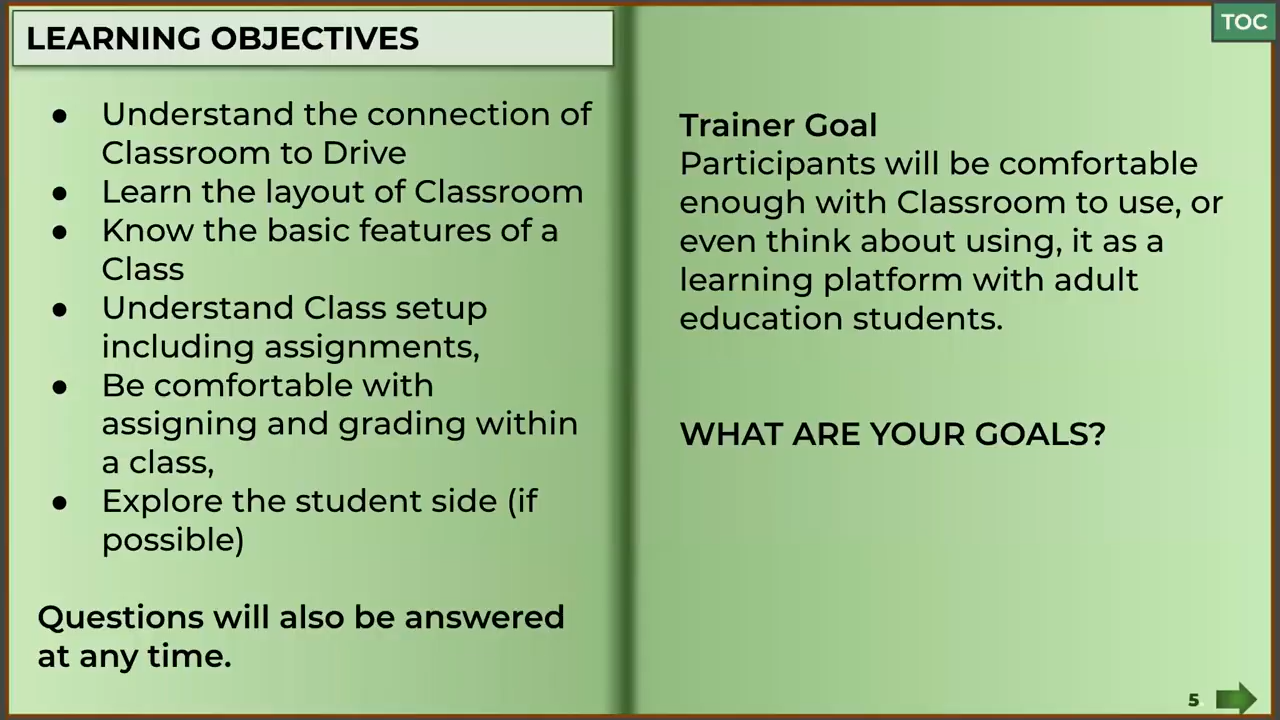 LEARNING OBJECTIVES
● Understand the connection of
Classroom to Drive
● Learn the layout of Classroom
● Know the basic features of a
Class
● Understand Class setup
including assignments,
● Be comfortable with
assigning and grading within
a class,
● Explore the student side (if
possible)
Questions will also be answered
at any time.
TOC
Trainer Goal
Participants will be comfortable
enough with Classroom to use, or
even think about using, it as a
learning platform with adult
education students.
WHAT ARE YOUR GOALS?
5